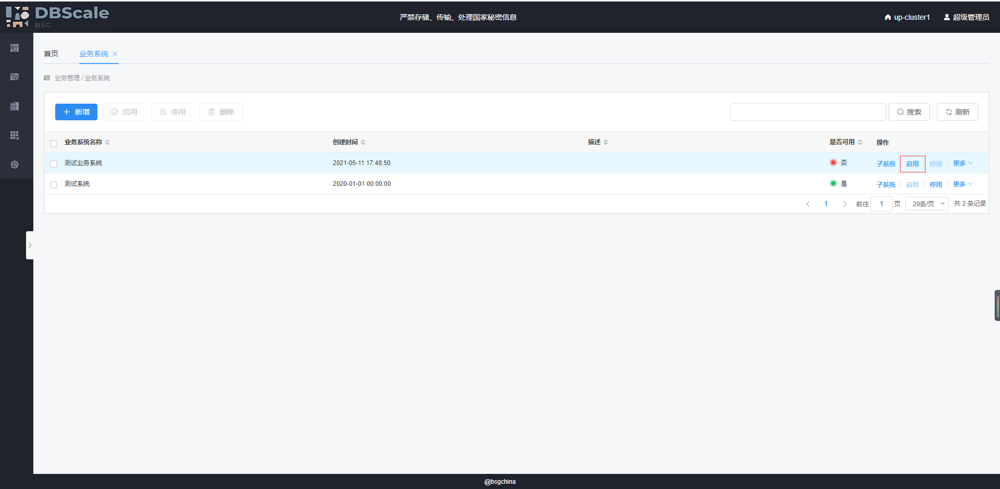 DBScale
BSG
严禁存储、传输、处理国家秘密信息
up-cluster1
超级管理员
首页
业务系统
业务管理 / 业务系统
新增
启用
停用
删除
搜索
刷新
业务系统名称 创建时间 描述 是否可用 操作
测试业务系统 2021-05-11 17:48:50 否 子系统 启用 停用 更多
测试系统 2020-01-01 00:00:00 是 子系统 启用 停用 更多
1 前往 1 页 20条/页 共 2 条记录
@bsgchina